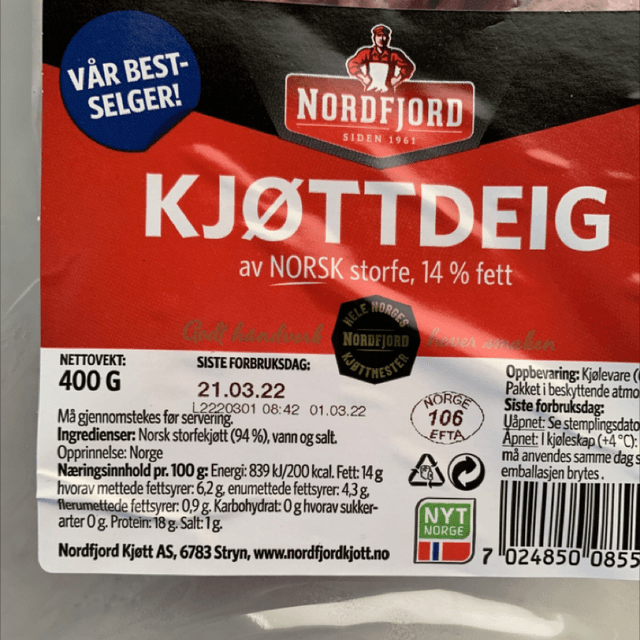 VÅR BEST-
SELGER!
NORDFJORD
SIDEN 1961
KJØTTDEIG
av NORSK storfe, 14 % fett
Godt håndverk
HELE NORGES
NORDFJORD
KJØTTMESTER
hever smaken
NETTOVEKT:
400 G
SISTE FORBRUKSDAG:
21.03.22
L2220301 08:42 01.03.22
Må gjennomstekes før servering.
Ingredienser: Norsk storfekjøtt (94 %), vann og salt.
Opprinnelse: Norge
Næringsinnhold pr. 100 g: Energi: 839 kJ/200 kcal. Fett: 14 g
hvorav mettede fettsyrer: 6,2 g, enumettede fettsyrer: 4,3 g,
flerumettede fettsyrer: 0,9 g. Karbohydrat: 0 g hvorav sukker-
arter 0 g. Protein: 18 g. Salt: 1 g.
Nordfjord Kjøtt AS, 6783 Stryn, www.nordfjordkjott.no
NORGE
106
EFTA
NYT
NORGE
Oppbevaring: Kjølevare (
Pakket i beskyttende atmo
Siste forbruksdag:
Uåpnet: Se stemplingsdato
Åpnet: I kjøleskap (+4 °C):
må anvendes samme dag s
emballasjen brytes.
7 024850 0855